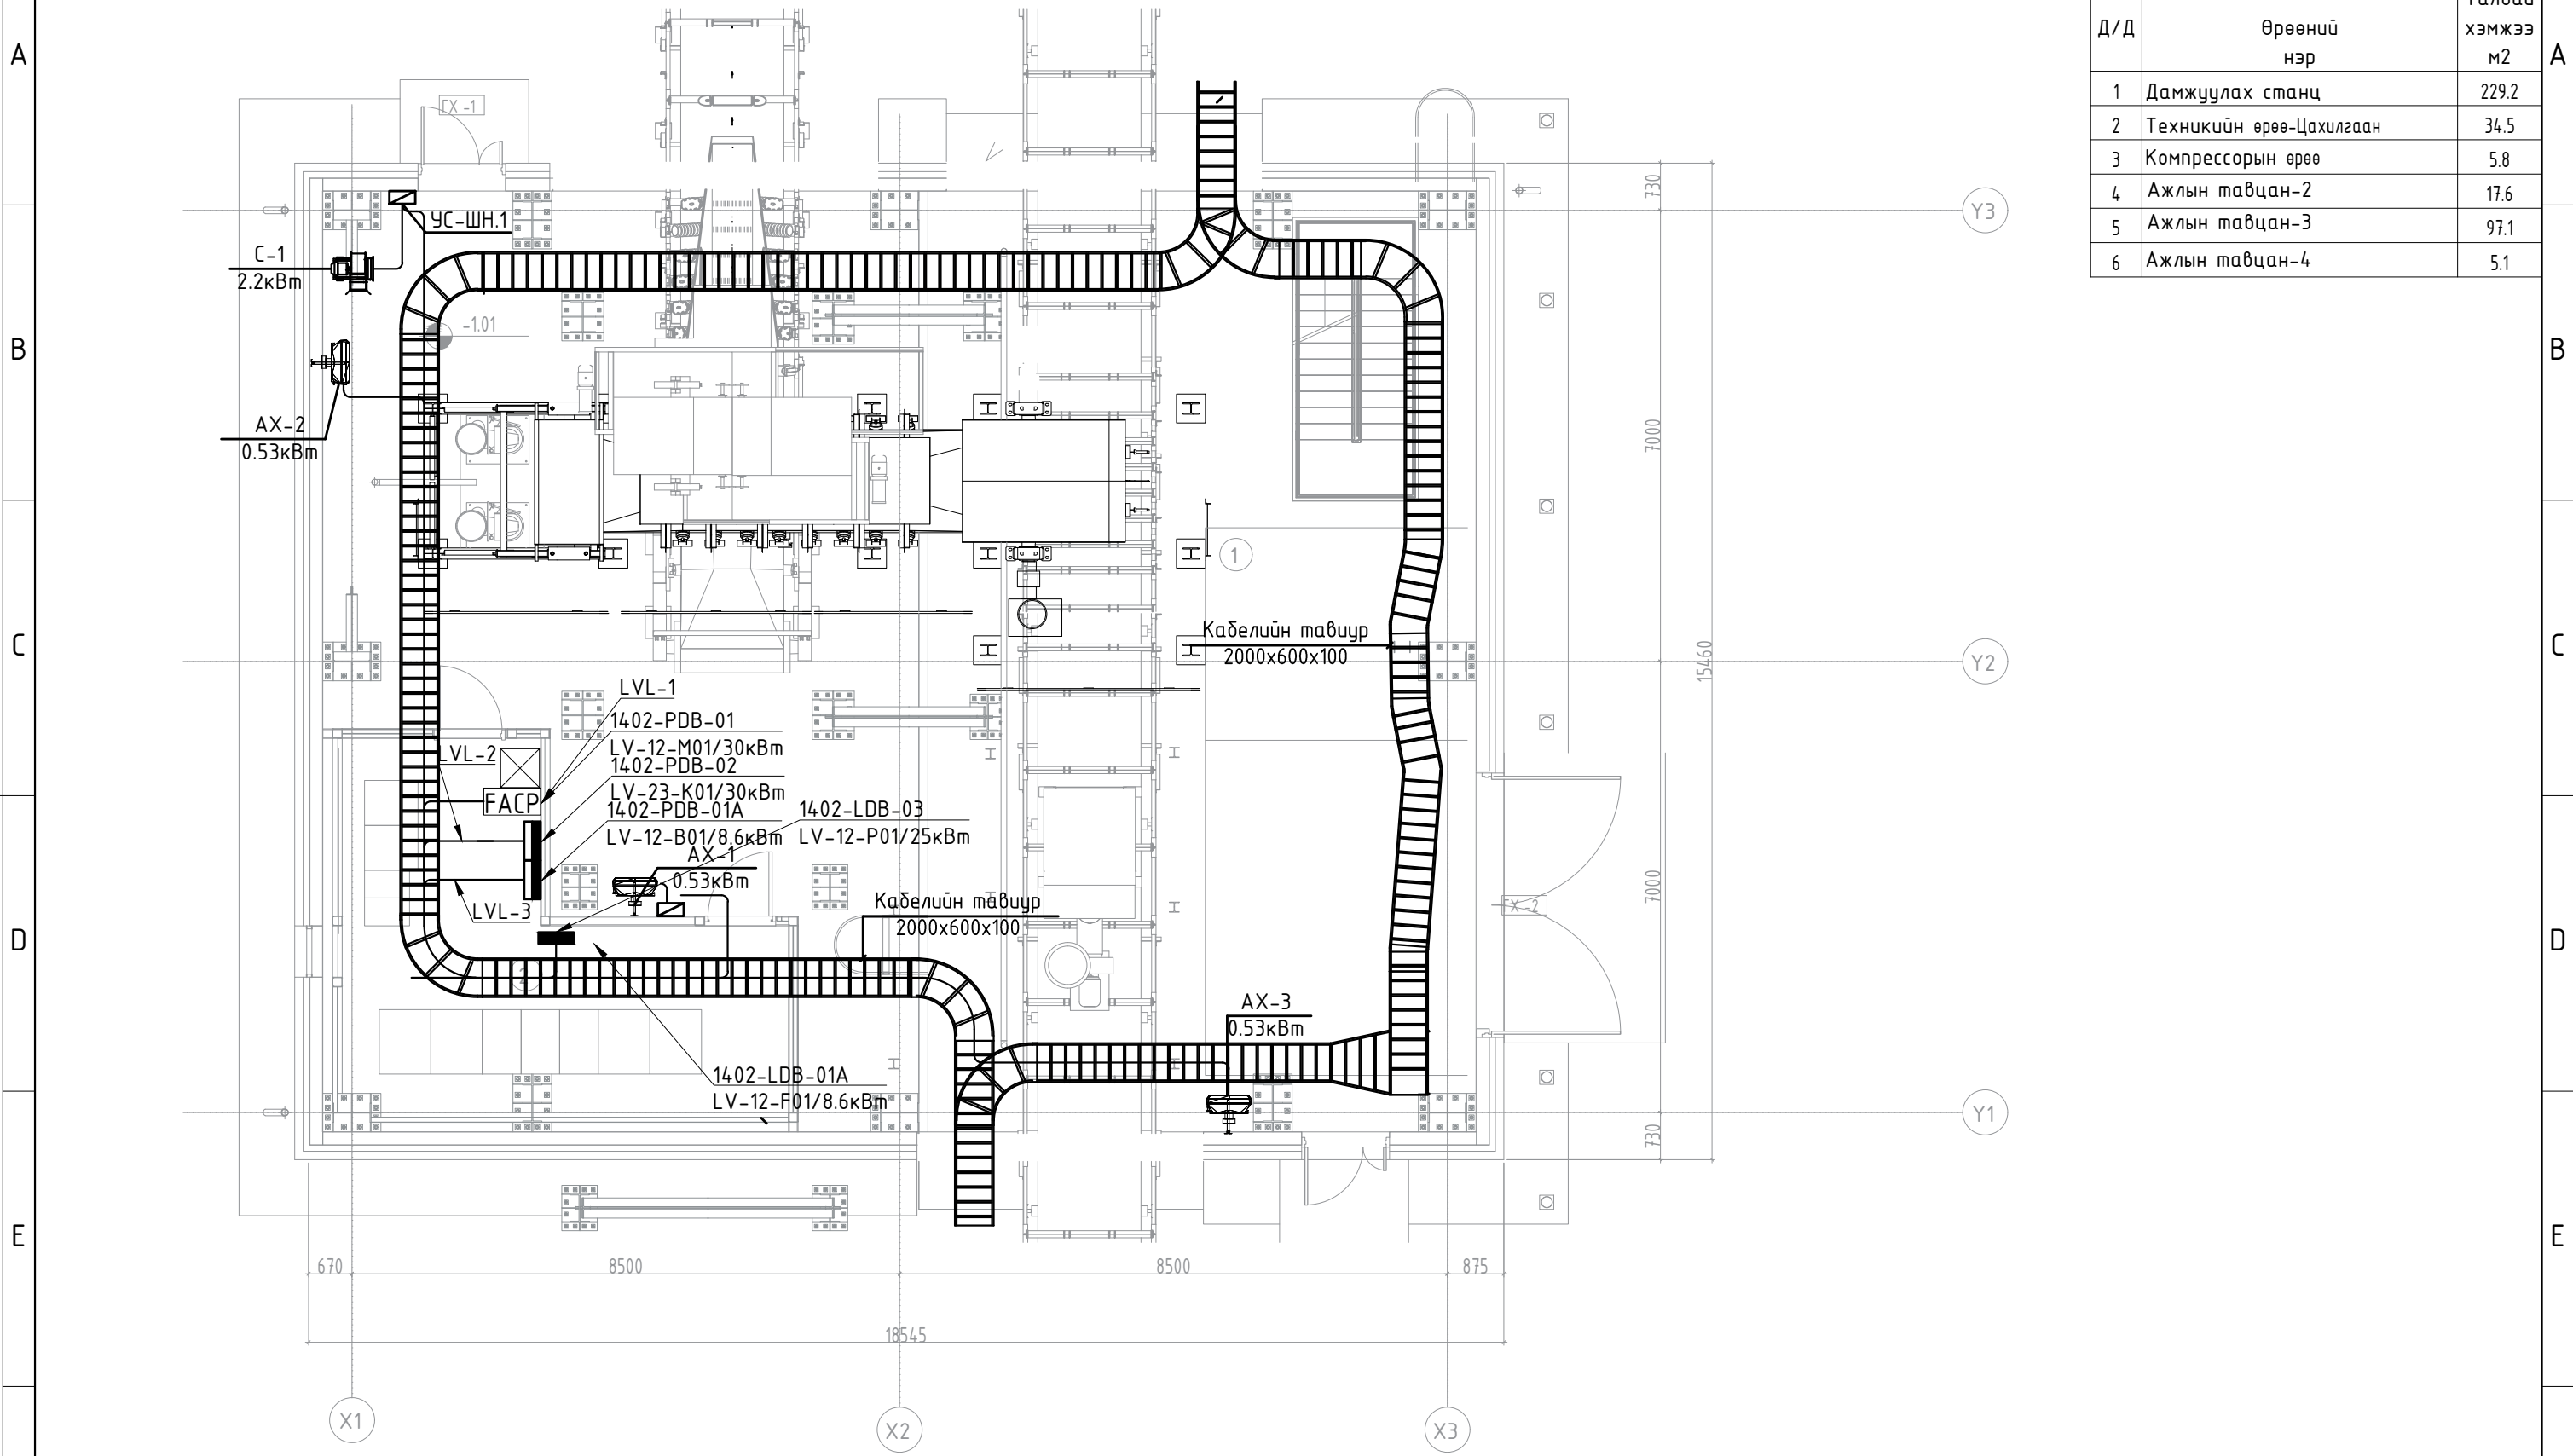 Д/Д
Өрөөний
нэр
хэмжээ
м2
1 Дамжуулах станц 229.2
2 Техникийн өрөө-Цахилгаан 34.5
3 Компрессорын өрөө 5.8
4 Ажлын тавцан-2 17.6
5 Ажлын тавцан-3 97.1
6 Ажлын тавцан-4 5.1
A
A
B
B
C
C
D
D
E
E
ГХ-1
УС-ШН.1
С-1
2.2кВт
-1.01
АХ-2
0.53кВт
730
Y3
7000
1
Кабелийн тавиур
2000x600x100
15460
Y2
LVL-1
1402-PDB-01
LV-12-M01/30кВт
LVL-2
1402-PDB-02
LV-23-K01/30кВт
FACP
1402-PDB-01A
LV-12-B01/8.6кВт
1402-LDB-03
LV-12-P01/25кВт
АХ-1
0.53кВт
LVL-3
Кабелийн тавиур
2000x600x100
7000
ГХ-2
2
АХ-3
0.53кВт
1402-LDB-01A
LV-12-F01/8.6кВт
Y1
730
670
8500
8500
875
18545
X1
X2
X3